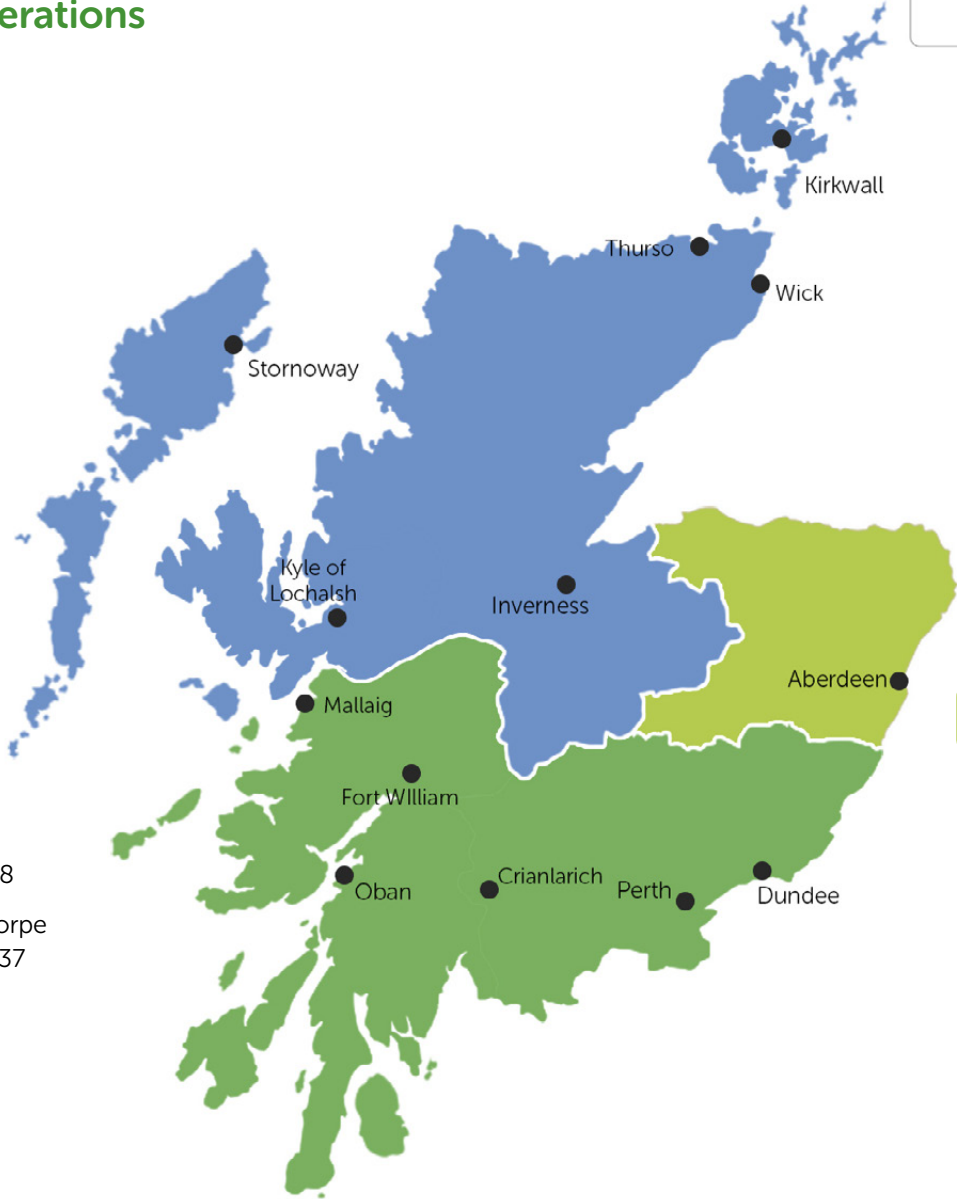 erations
Kirkwall
Thurso
Wick
Stornoway
Kyle of
Lochalsh
Inverness
Aberdeen
Mallaig
Fort WIlliam
8
Oban
Crianlarich
Perth
Dundee
orpe
37